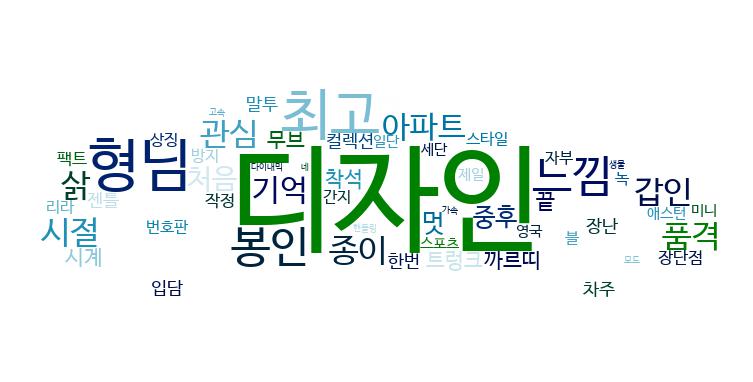 고속
말투
최고
상징
관심
무브
컬렉션
일단
아파트
스타일
팩트
형님
방지
처음
다이내믹
네
디자인
세단
제일
느낌
자부
생물
녹
삶
젠틀
작정
기억
착석
간지
끝
갑인
리라
시절
번호판
봉인
종이
핸들링
멋
가속
중후
영국
블
장난
애스턴
미니
품격
시계
입담
한번
스포츠
트렁크
까르띠
모드
장단점
차주